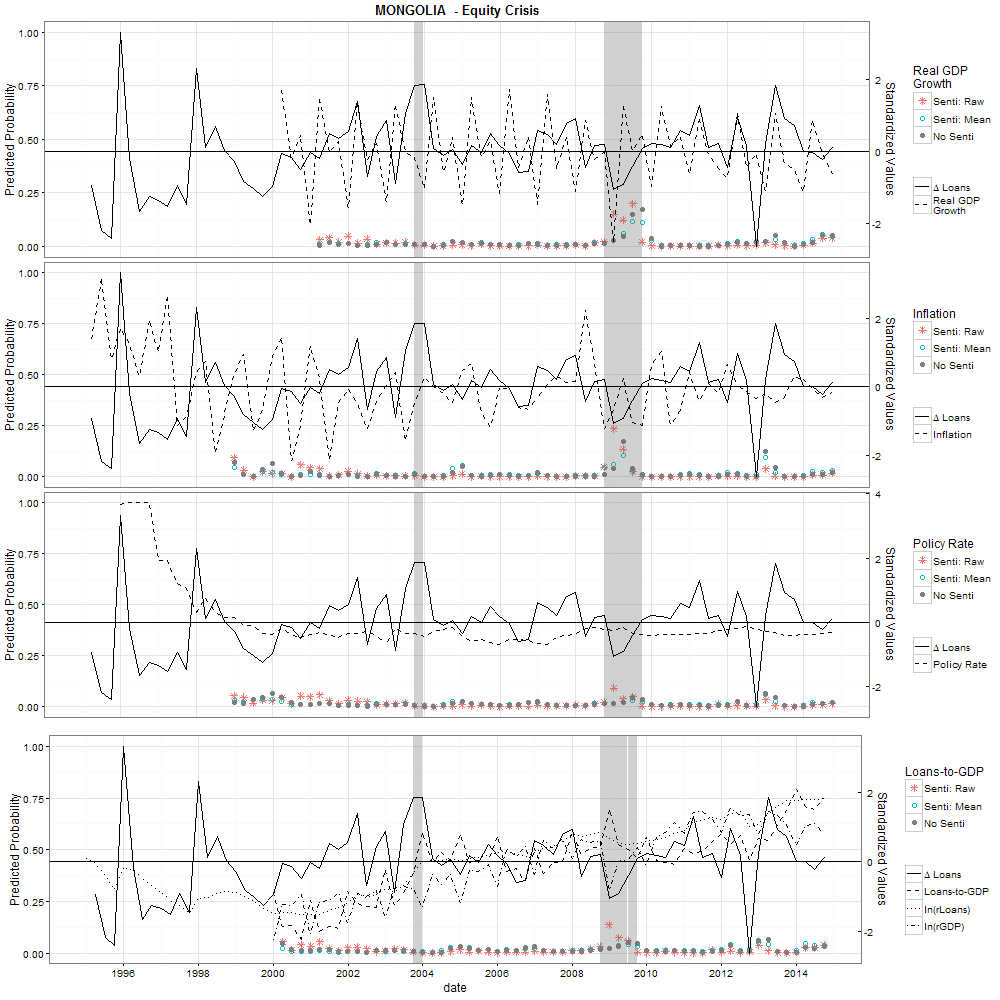 MONGOLIA - Equity Crisis
1.00
0.75
0.50
0.25
0.00
Predicted Probability
2
0
-2
Standardized Values
Real GDP
Growth
Senti: Raw
Senti: Mean
No Senti
Δ Loans
Real GDP
Growth
1.00
0.75
0.50
0.25
0.00
Predicted Probability
2
0
-2
Standardized Values
Inflation
Senti: Raw
Senti: Mean
No Senti
Δ Loans
Inflation
1.00
0.75
0.50
0.25
0.00
Predicted Probability
4
2
0
-2
Standardized Values
Policy Rate
Senti: Raw
Senti: Mean
No Senti
Δ Loans
Policy Rate
1.00
0.75
0.50
0.25
0.00
Predicted Probability
2
0
-2
Standardized Values
Loans-to-GDP
Senti: Raw
Senti: Mean
No Senti
Δ Loans
Loans-to-GDP
ln(rLoans)
ln(rGDP)
1996 1998 2000 2002 2004 2006 2008 2010 2012 2014
date